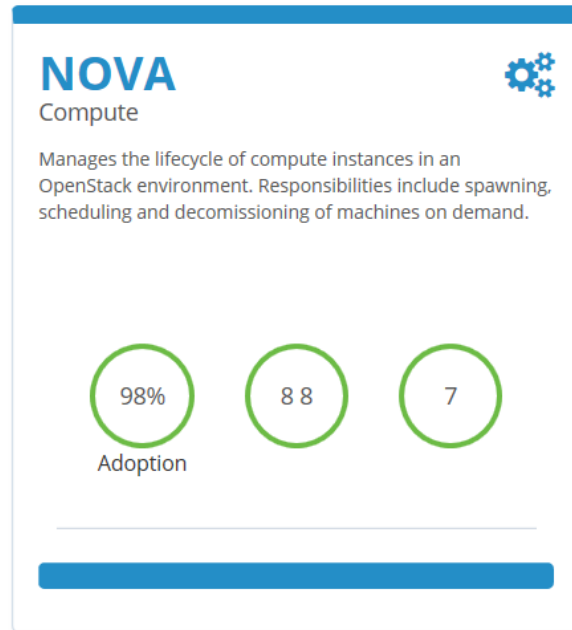 NOVA
Compute
Manages the lifecycle of compute instances in an
OpenStack environment. Responsibilities include spawning,
scheduling and decomissioning of machines on demand.
98% 8 8 7
Adoption